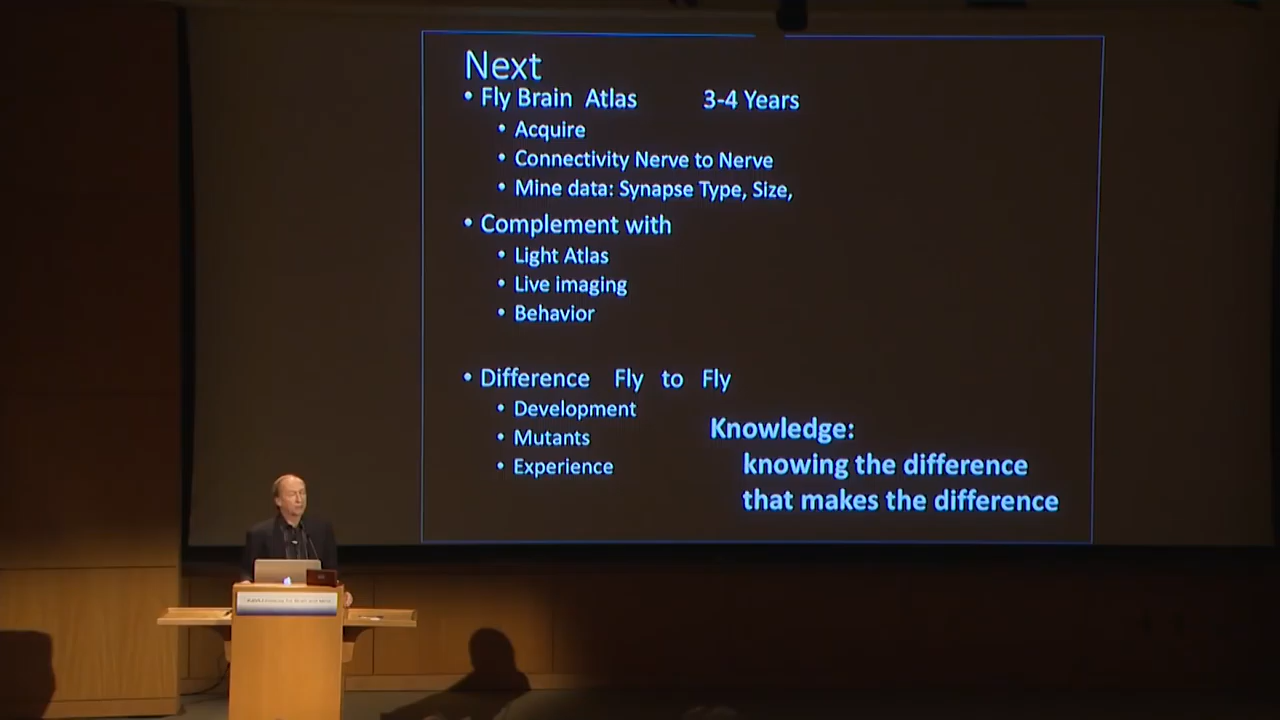 Next
• Fly Brain Atlas 3-4 Years
• Acquire
• Connectivity Nerve to Nerve
• Mine data: Synapse Type, Size,
• Complement with
• Light Atlas
• Live imaging
• Behavior
• Difference Fly to Fly
• Development
• Mutants
• Experience
Knowledge:
knowing the difference
that makes the difference